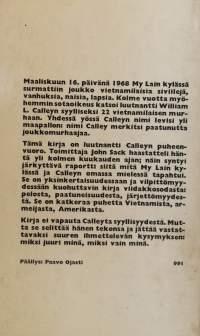 Maaliskuun 16. päivänä 1968 My Lain kylässä
surmattiin joukko vietnamilaisia siviilejä,
vanhuksia, naisia, lapsia. Kolme vuotta myö-
hemmin sotaoikeus katsoi luutnantti William
L. Calleyn syylliseksi 22 vietnamilaisen mur-
haan. Yhdessä yössä Calleyn nimi levisi yli
maapallon: nimi Calley merkitsi paatunutta
joukkomurhaajaa.
Tämä kirja on luutnantti Calleyn puheen-
vuoro. Toimittaja John Sack haastatteli hän-
tä yli kolmen kuukauden ajan; näin syntyi
järkyttävä raportti siitä mitä My Lain kyläs-
sä ja Calleyn omassa mielessä tapahtui.
Se on yksinkertaisuudessaan ja vilpittömyy-
dessään kuohuttavin kirja viidakkosodasta:
pelosta, paatuneisuudesta, järjettömyydes-
tä. Se on katkeraa puhetta Vietnamista, ar-
meijasta, Amerikasta.
Kirja ei vapauta Calleyta syyllisyydestä. Mut-
ta se selittää hänen tekonsa ja jättää vastat-
tavaksi suuren ihmettelevän kysymyksen:
miksi juuri minä, miksi vain minä.
Päällys: Paavo Ojasti
991